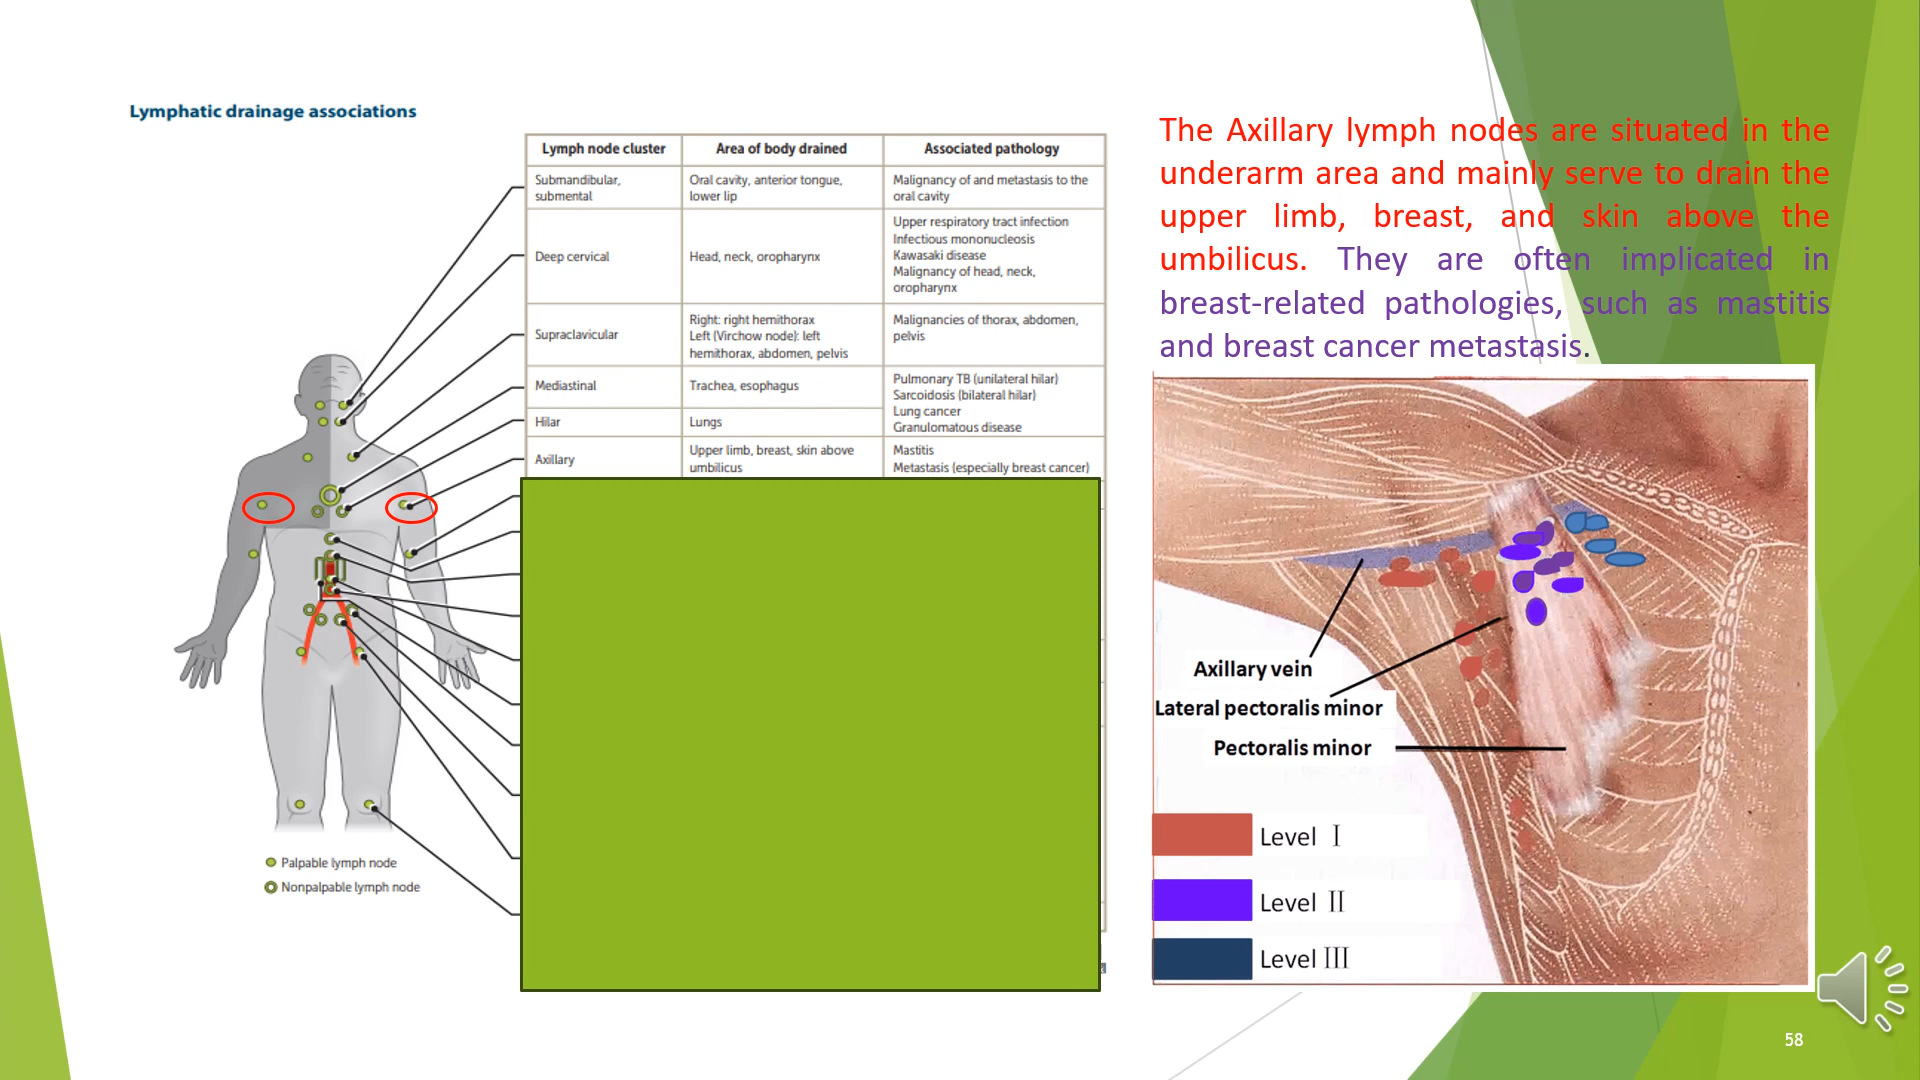 Lymphatic drainage associations
Lymph node cluster
Area of body drained
Associated pathology
Submandibular,
submental
Oral cavity, anterior tongue,
lower lip
Malignancy of and metastasis to the
oral cavity
Deep cervical
Head, neck, oropharynx
Upper respiratory tract infection
Infectious mononucleosis
Kawasaki disease
Malignancy of head, neck,
oropharynx
Supraclavicular
Right: right hemithorax
Left (Virchow node): left
hemithorax, abdomen, pelvis
Malignancies of thorax, abdomen,
pelvis
Mediastinal
Trachea, esophagus
Pulmonary TB (unilateral hilar)
Sarcoidosis (bilateral hilar)
Lung cancer
Granulomatous disease
Hilar
Lungs
Axillary
Upper limb, breast, skin above
umbilicus
Mastitis
Metastasis (especially breast cancer)
Palpable lymph node
Nonpalpable lymph node
The Axillary lymph nodes are situated in the
underarm area and mainly serve to drain the
upper limb, breast, and skin above the
umbilicus. They are often implicated in
breast-related pathologies, such as mastitis
and breast cancer metastasis.
Axillary vein
Lateral pectoralis minor
Pectoralis minor
Level Ⅰ
Level Ⅱ
Level Ⅲ
58